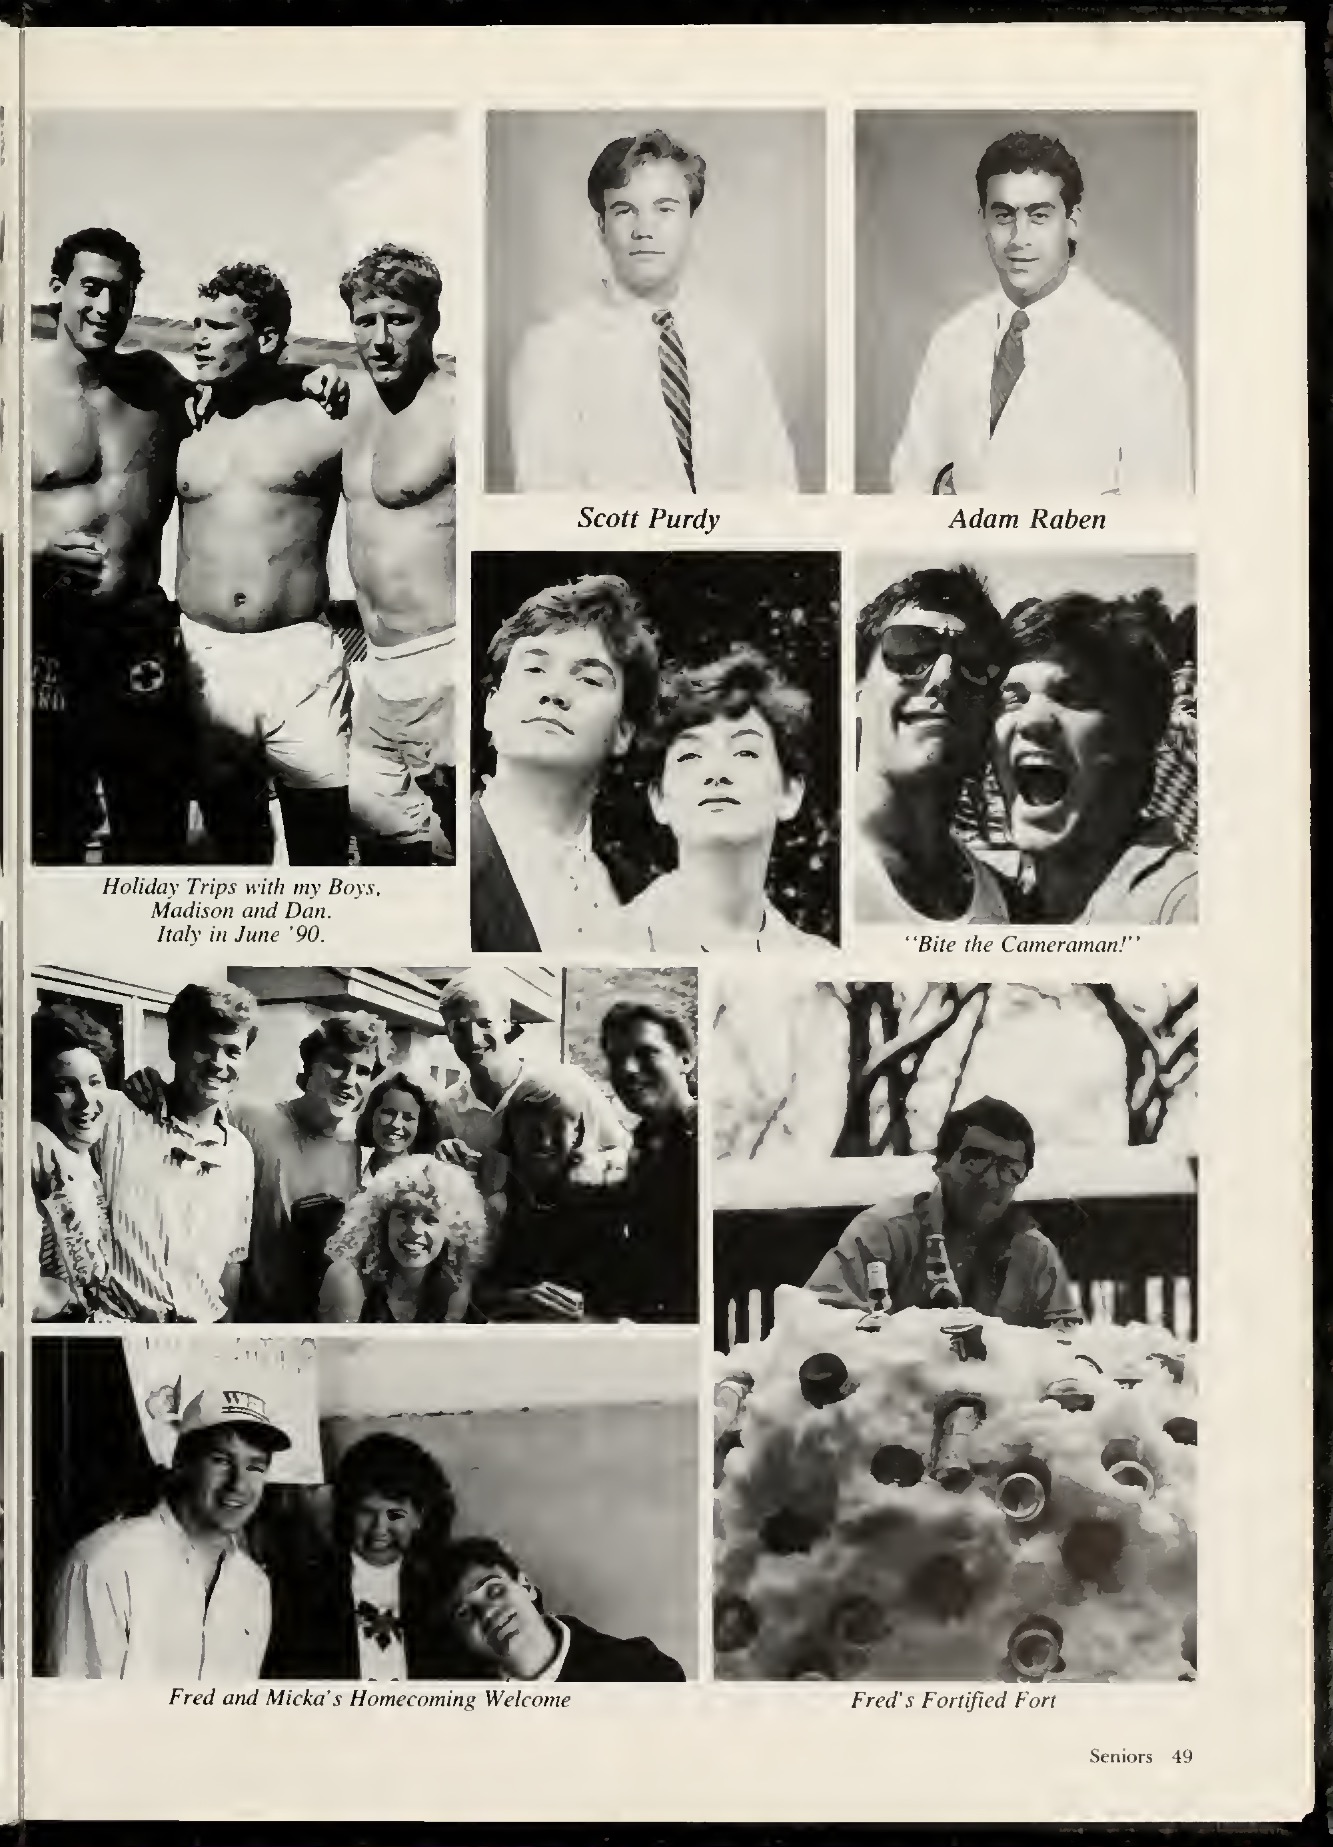 Scott Purdy
Adam Raben
Holiday Trips with my Boys,
Madison and Dan.
Italy in June '90.
"Bite the Cameraman!"
Fred and Micka's Homecoming Welcome
Fred's Fortified Fort
Seniors 49